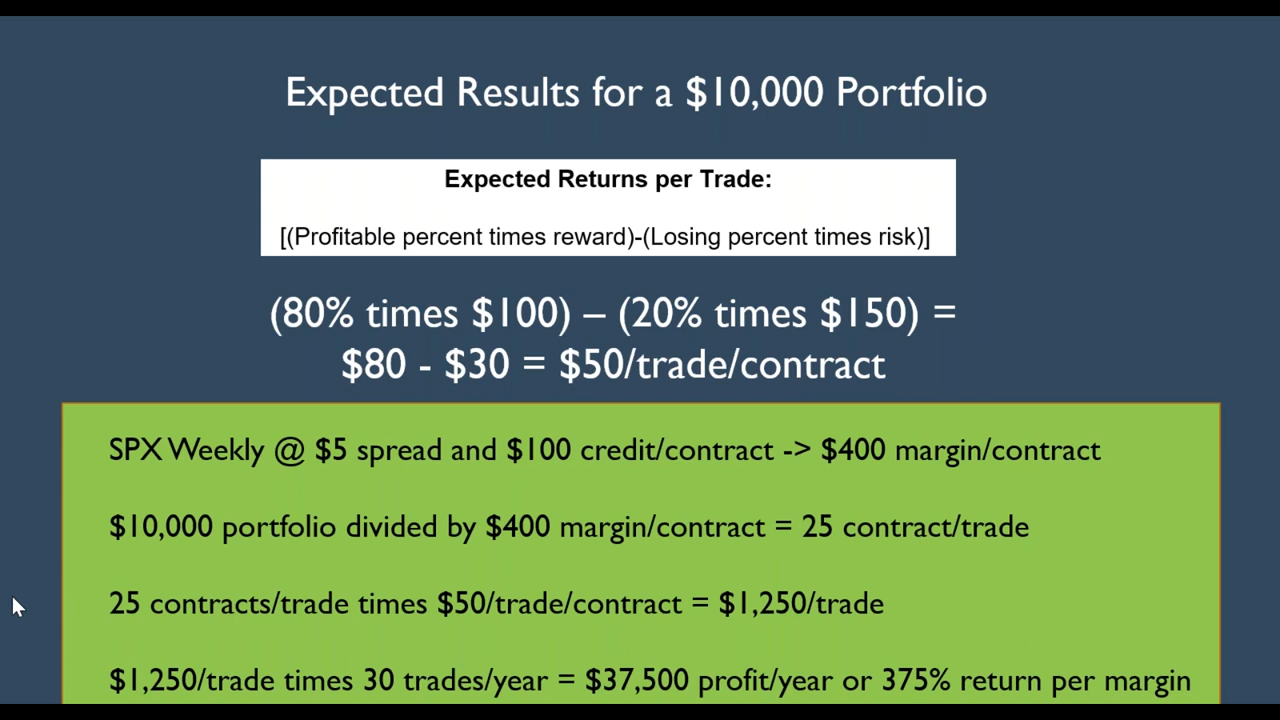 Expected Results for a $10,000 Portfolio
Expected Returns per Trade:
[(Profitable percent times reward)-(Losing percent times risk)]
(80% times $100) – (20% times $150) =
$80 - $30 = $50/trade/contract
SPX Weekly @ $5 spread and $100 credit/contract -> $400 margin/contract
$10,000 portfolio divided by $400 margin/contract = 25 contract/trade
25 contracts/trade times $50/trade/contract = $1,250/trade
$1,250/trade times 30 trades/year = $37,500 profit/year or 375% return per margin